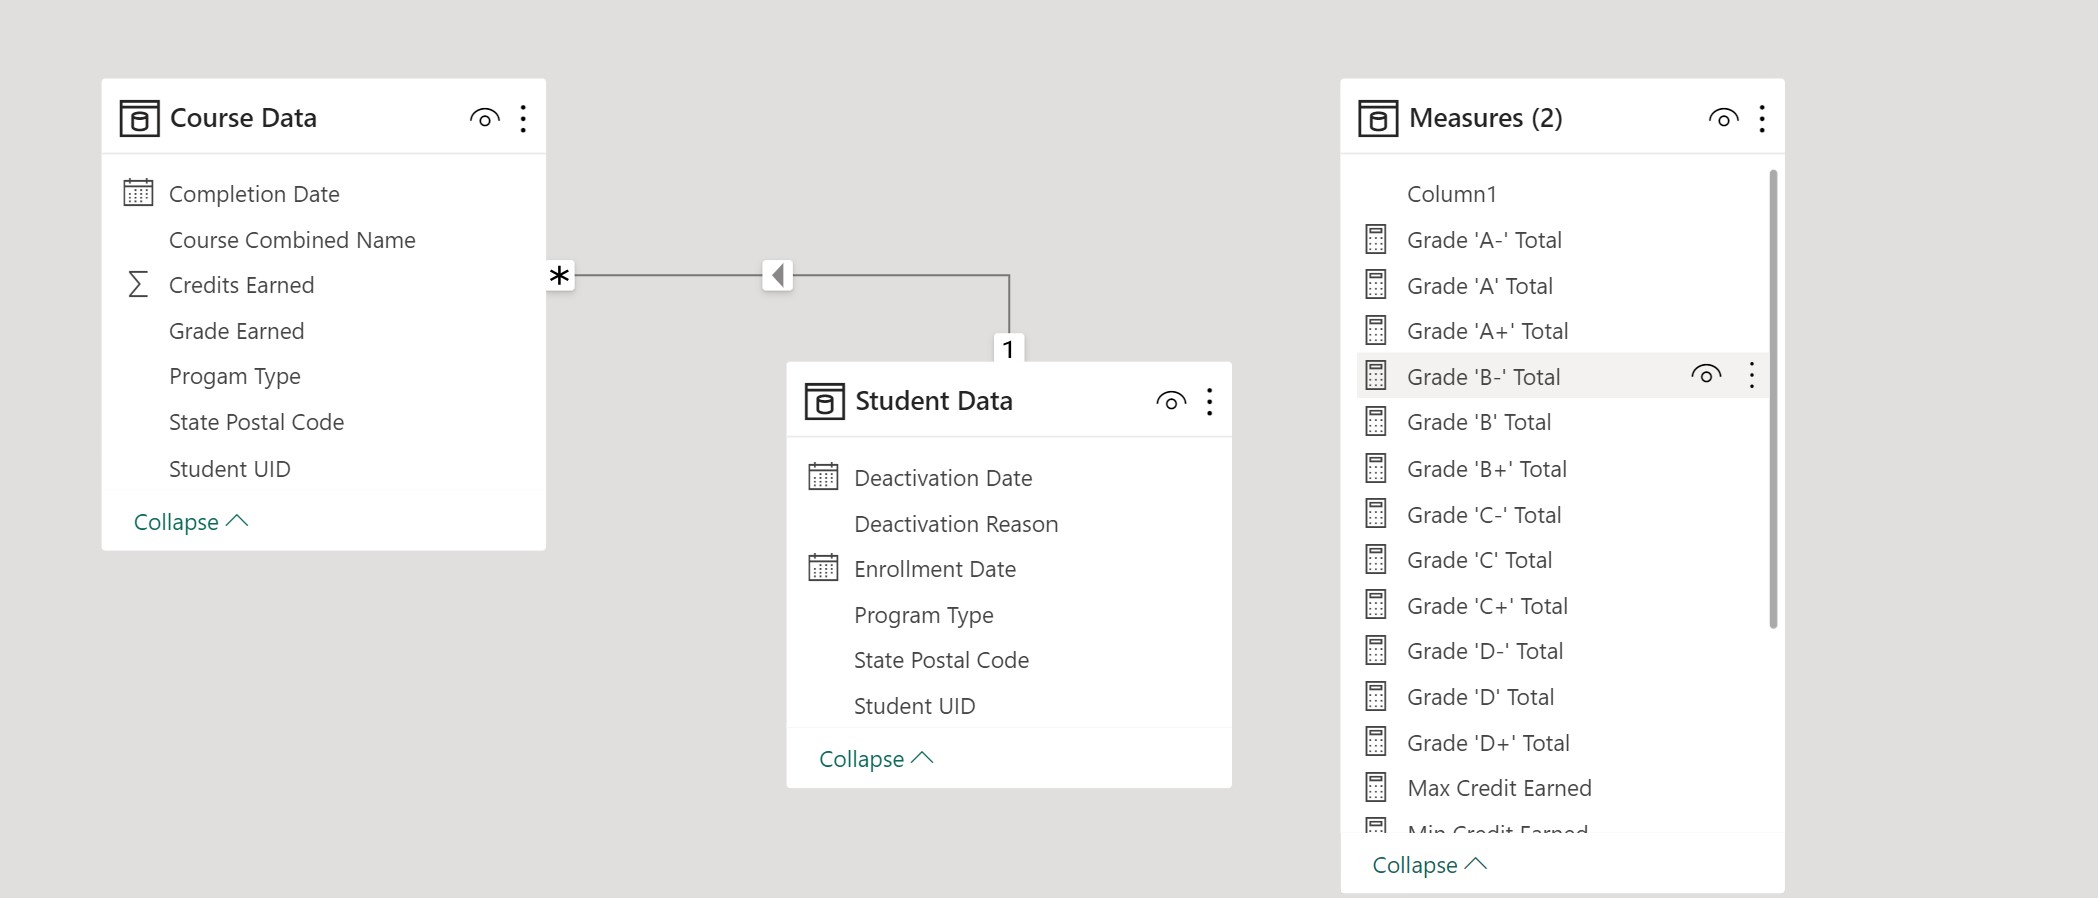 Course Data
Completion Date
Course Combined Name
Credits Earned
Grade Earned
Progam Type
State Postal Code
Student UID
Collapse
*
1
Student Data
Deactivation Date
Deactivation Reason
Enrollment Date
Program Type
State Postal Code
Student UID
Collapse
Measures (2)
Column1
Grade 'A-' Total
Grade 'A' Total
Grade 'A+' Total
Grade 'B-' Total
Grade 'B' Total
Grade 'B+' Total
Grade 'C-' Total
Grade 'C' Total
Grade 'C+' Total
Grade 'D-' Total
Grade 'D' Total
Grade 'D+' Total
Max Credit Earned
Min Credit Earned
Collapse